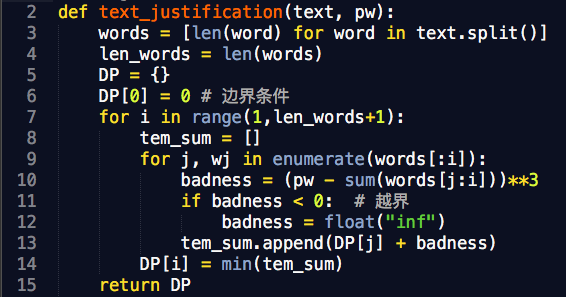 2 def text_justification(text, pw):
3     words = [len(word) for word in text.split()]
4     len_words = len(words)
5     DP = {}
6     DP[0] = 0 # 边界条件
7     for i in range(1,len_words+1):
8         tem_sum = []
9         for j, wj in enumerate(words[:i]):
10             badness = (pw - sum(words[j:i]))**3
11             if badness < 0:  # 越界
12                 badness = float("inf")
13             tem_sum.append(DP[j] + badness)
14         DP[i] = min(tem_sum)
15     return DP